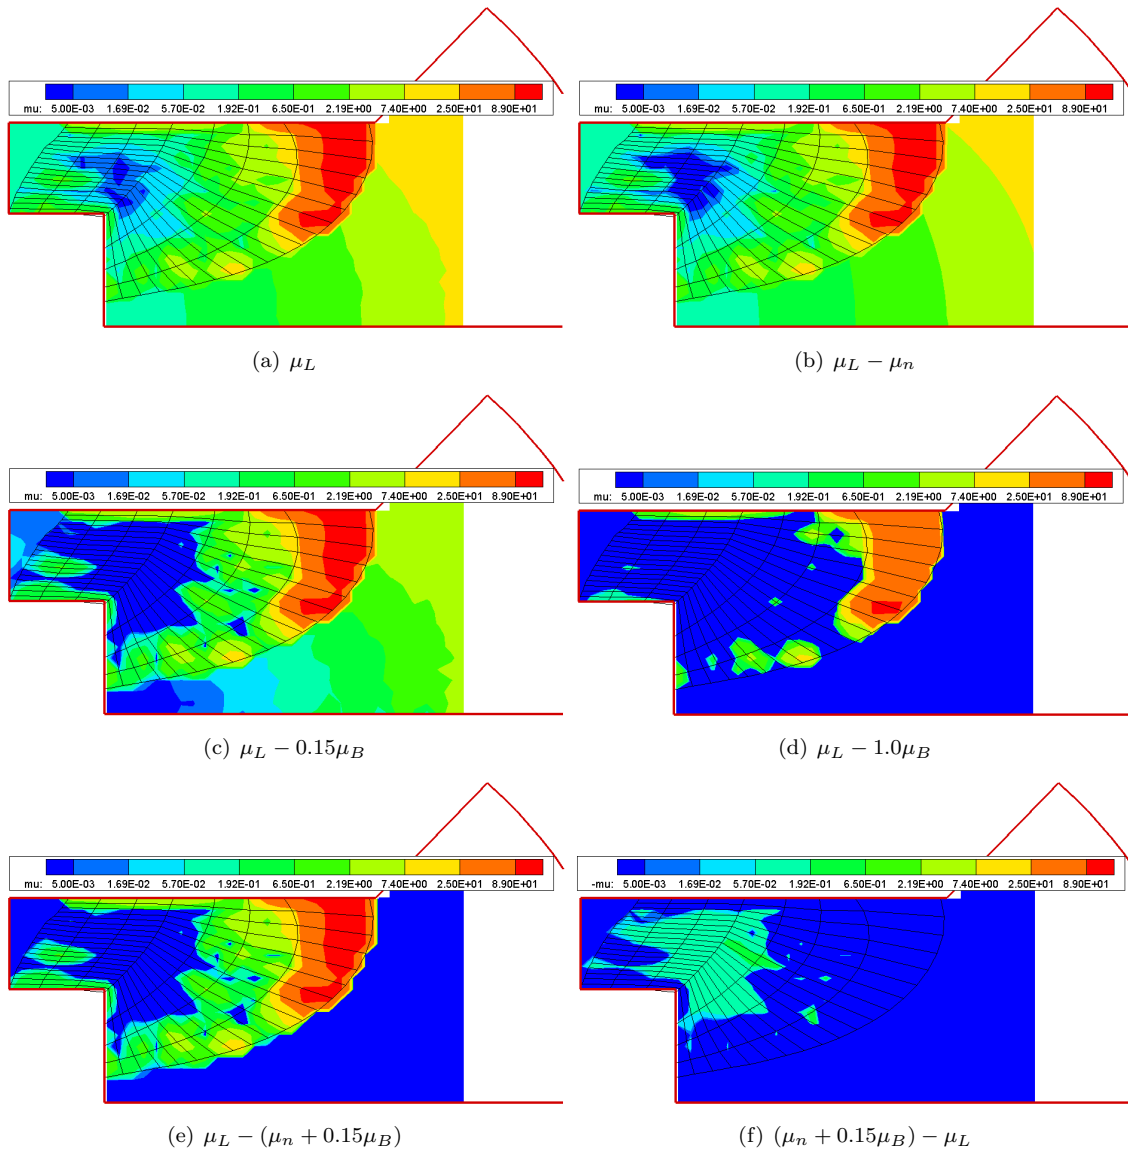 mu: 5.00E-03 1.69E-02 5.70E-02 1.92E-01 6.50E-01 2.19E+00 7.40E+00 2.50E+01 8.90E+01
mu: 5.00E-03 1.69E-02 5.70E-02 1.92E-01 6.50E-01 2.19E+00 7.40E+00 2.50E+01 8.90E+01
(a) μ_L
(b) μ_L − μ_n
mu: 5.00E-03 1.69E-02 5.70E-02 1.92E-01 6.50E-01 2.19E+00 7.40E+00 2.50E+01 8.90E+01
mu: 5.00E-03 1.69E-02 5.70E-02 1.92E-01 6.50E-01 2.19E+00 7.40E+00 2.50E+01 8.90E+01
(c) μ_L − 0.15μ_B
(d) μ_L − 1.0μ_B
mu: 5.00E-03 1.69E-02 5.70E-02 1.92E-01 6.50E-01 2.19E+00 7.40E+00 2.50E+01 8.90E+01
-mu: 5.00E-03 1.69E-02 5.70E-02 1.92E-01 6.50E-01 2.19E+00 7.40E+00 2.50E+01 8.90E+01
(e) μ_L − (μ_n + 0.15μ_B)
(f) (μ_n + 0.15μ_B) − μ_L